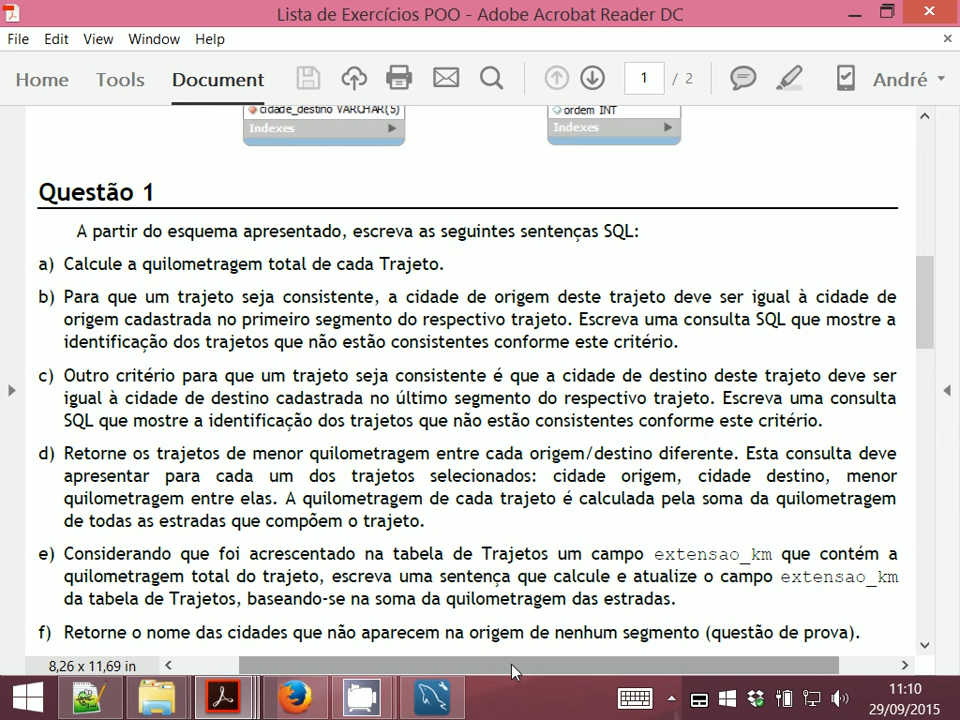 Lista de Exercícios POO - Adobe Acrobat Reader DC
File Edit View Window Help
Home Tools Document 1 / 2 André
cidade_destino VARCHAR(5) ordem INT
Indexes Indexes
Questão 1
A partir do esquema apresentado, escreva as seguintes sentenças SQL:
a) Calcule a quilometragem total de cada Trajeto.
b) Para que um trajeto seja consistente, a cidade de origem deste trajeto deve ser igual à cidade de
origem cadastrada no primeiro segmento do respectivo trajeto. Escreva uma consulta SQL que mostre a
identificação dos trajetos que não estão consistentes conforme este critério.
c) Outro critério para que um trajeto seja consistente é que a cidade de destino deste trajeto deve ser
igual à cidade de destino cadastrada no último segmento do respectivo trajeto. Escreva uma consulta
SQL que mostre a identificação dos trajetos que não estão consistentes conforme este critério.
d) Retorne os trajetos de menor quilometragem entre cada origem/destino diferente. Esta consulta deve
apresentar para cada um dos trajetos selecionados: cidade origem, cidade destino, menor
quilometragem entre elas. A quilometragem de cada trajeto é calculada pela soma da quilometragem
de todas as estradas que compõem o trajeto.
e) Considerando que foi acrescentado na tabela de Trajetos um campo extensao_km que contém a
quilometragem total do trajeto, escreva uma sentença que calcule e atualize o campo extensao_km
da tabela de Trajetos, baseando-se na soma da quilometragem das estradas.
f) Retorne o nome das cidades que não aparecem na origem de nenhum segmento (questão de prova).
8,26 x 11,69 in
11:10
29/09/2015